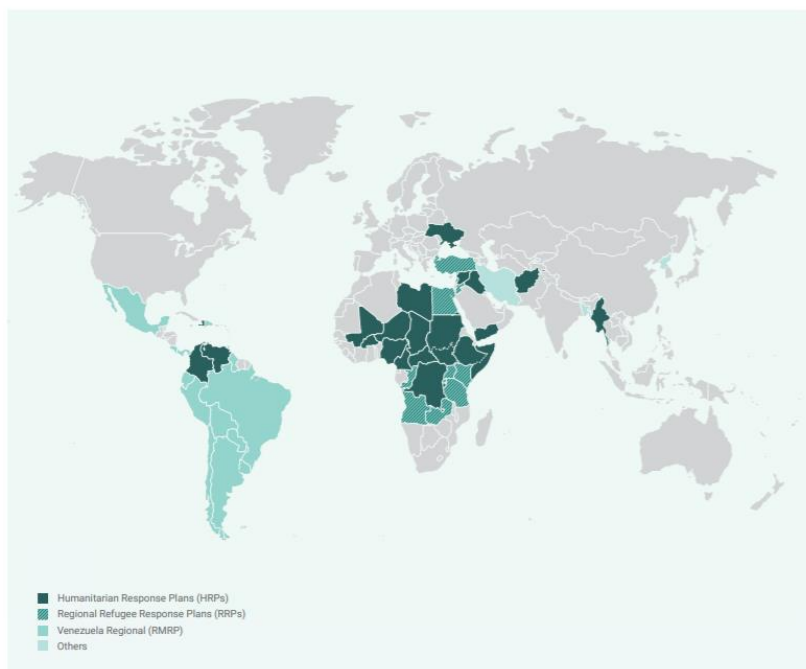 Humanitarian Response Plans (HRPs)
Regional Refugee Response Plans (RRPs)
Venezuela Regional (RMRP)
Others